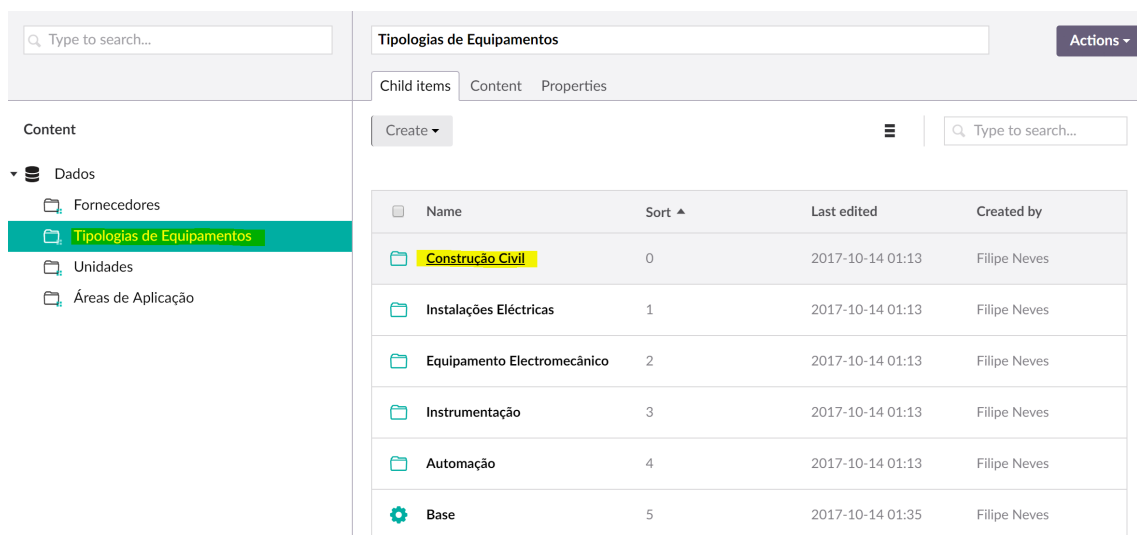 Type to search...
Content
Dados
Fornecedores
Tipologias de Equipamentos
Unidades
Áreas de Aplicação
Tipologias de Equipamentos
Actions
Child items Content Properties
Create
Type to search...
Name Sort Last edited Created by
Construção Civil 0 2017-10-14 01:13 Filipe Neves
Instalações Eléctricas 1 2017-10-14 01:13 Filipe Neves
Equipamento Electromecânico 2 2017-10-14 01:13 Filipe Neves
Instrumentação 3 2017-10-14 01:13 Filipe Neves
Automação 4 2017-10-14 01:13 Filipe Neves
Base 5 2017-10-14 01:35 Filipe Neves